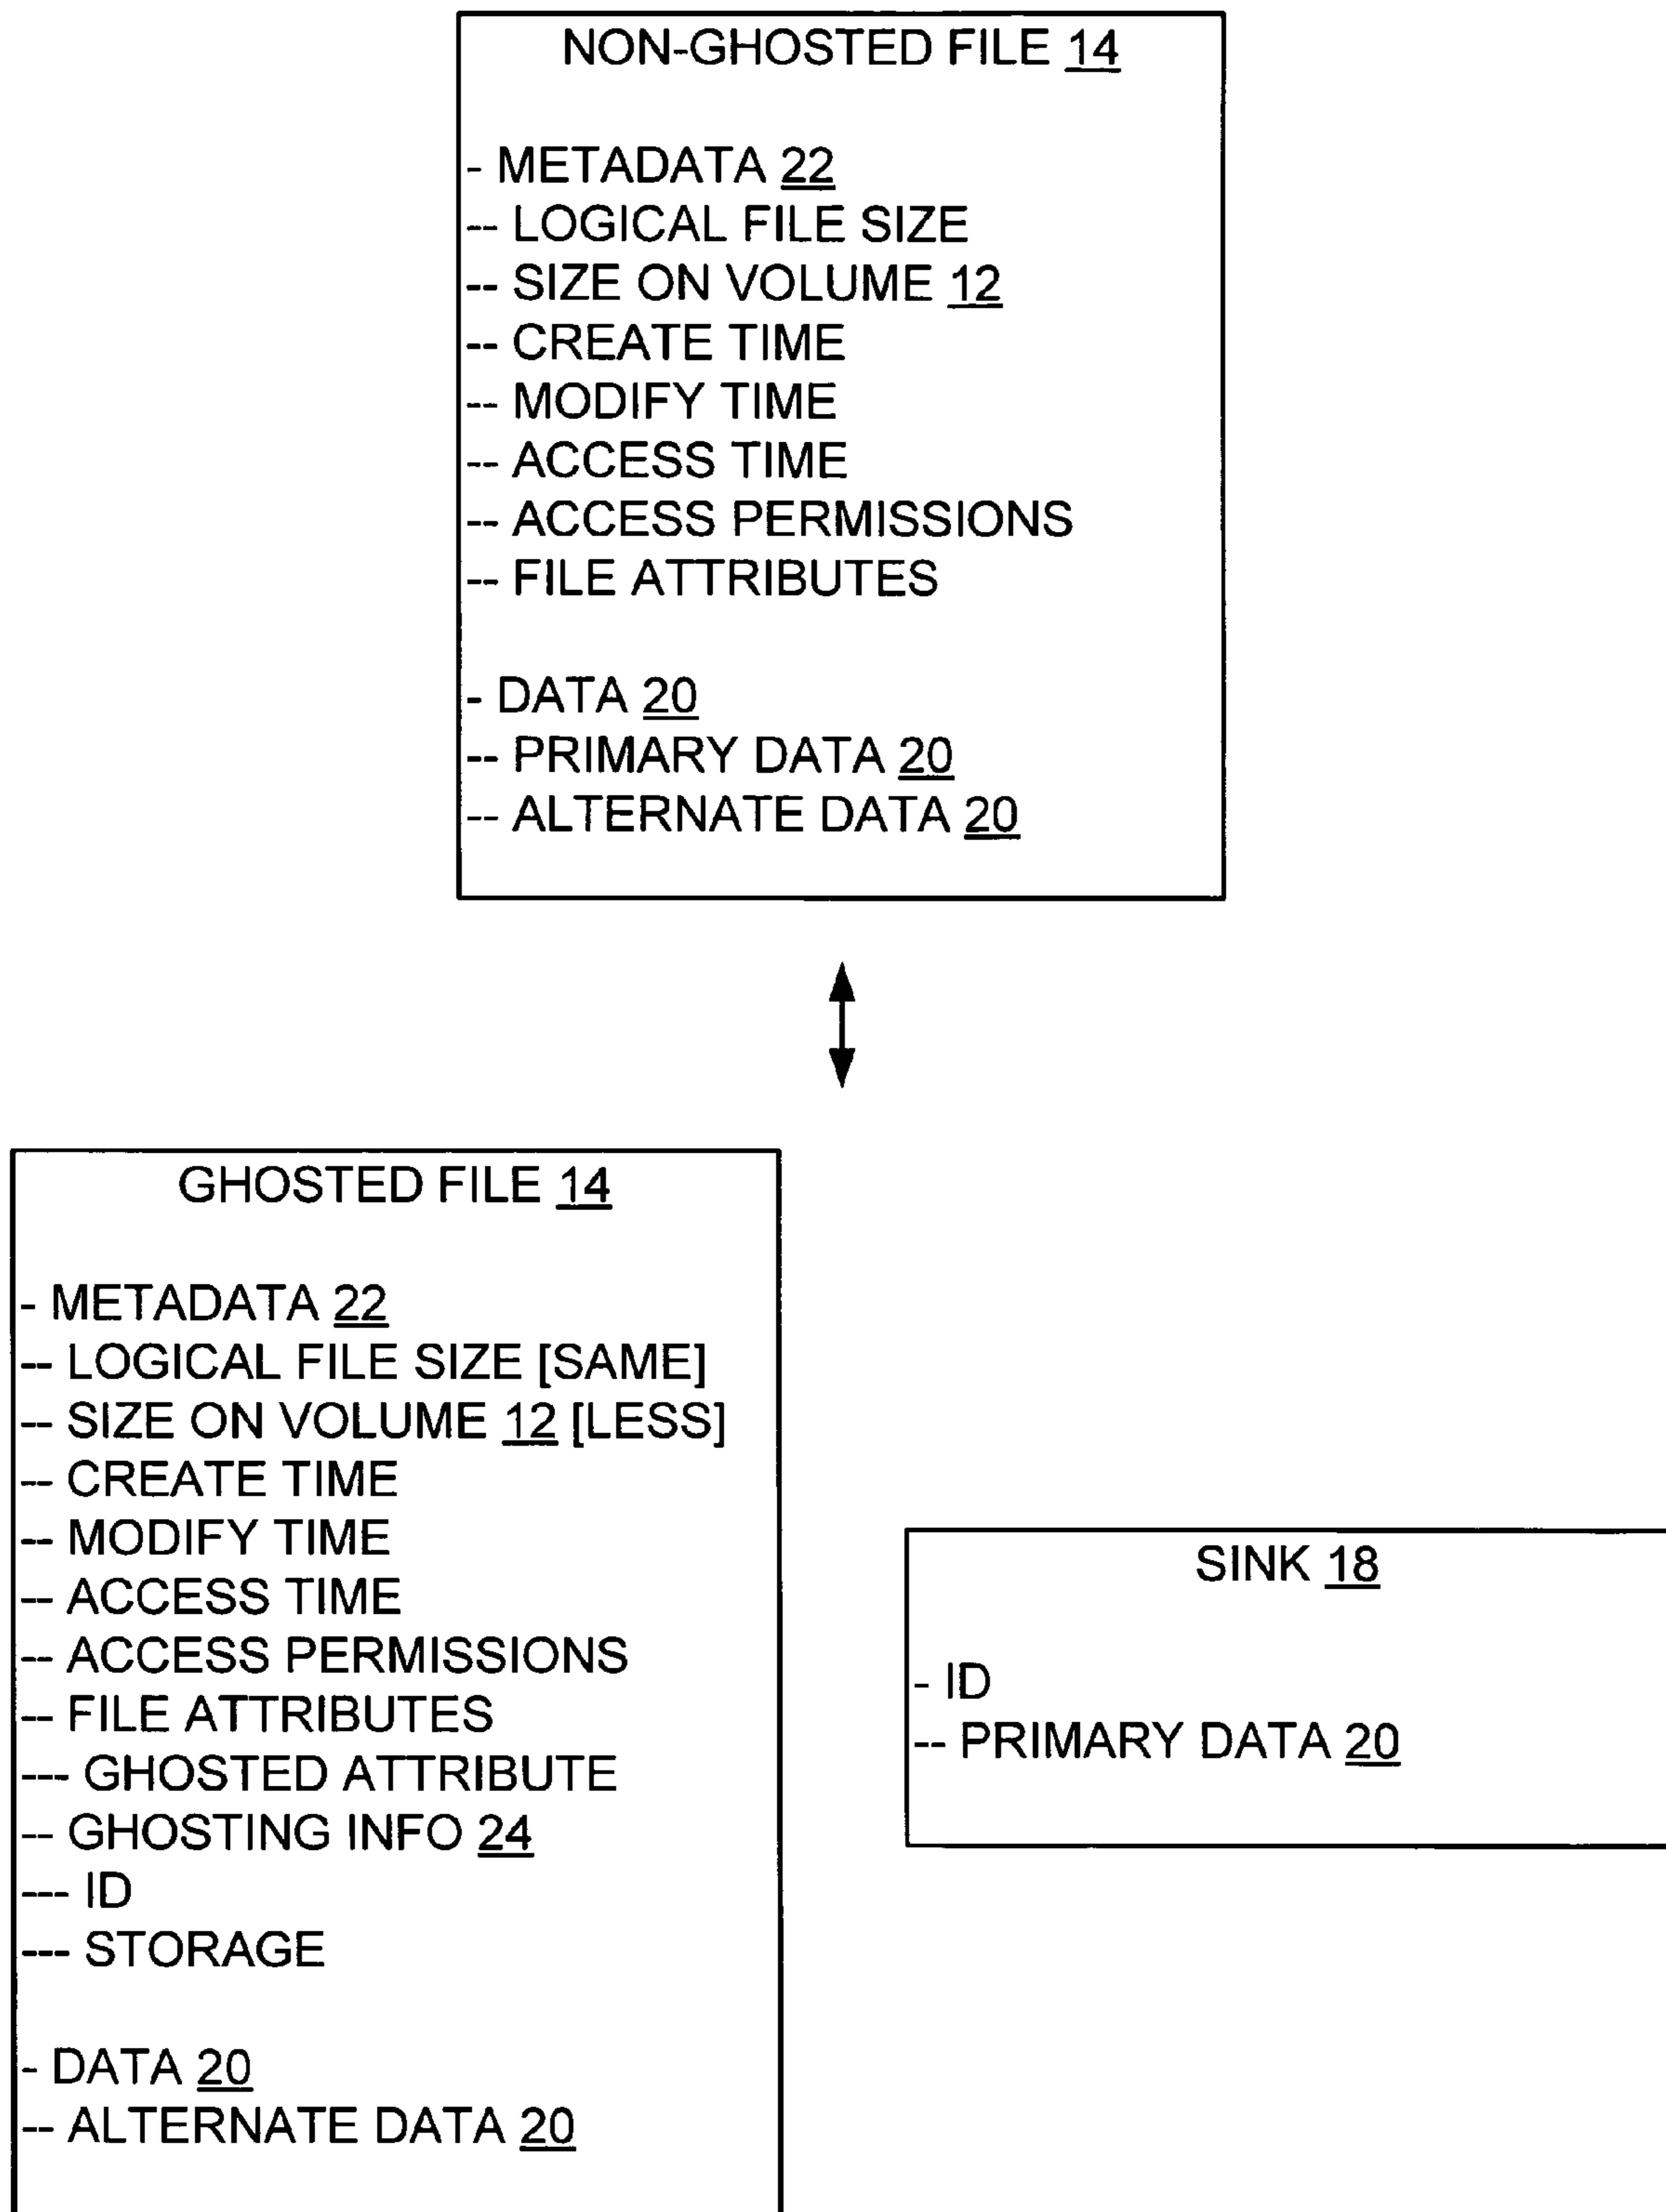 NON-GHOSTED FILE 14
- METADATA 22
-- LOGICAL FILE SIZE
-- SIZE ON VOLUME 12
-- CREATE TIME
-- MODIFY TIME
-- ACCESS TIME
-- ACCESS PERMISSIONS
-- FILE ATTRIBUTES
- DATA 20
-- PRIMARY DATA 20
-- ALTERNATE DATA 20
GHOSTED FILE 14
- METADATA 22
-- LOGICAL FILE SIZE [SAME]
-- SIZE ON VOLUME 12 [LESS]
-- CREATE TIME
-- MODIFY TIME
-- ACCESS TIME
-- ACCESS PERMISSIONS
-- FILE ATTRIBUTES
--- GHOSTED ATTRIBUTE
-- GHOSTING INFO 24
--- ID
--- STORAGE
- DATA 20
-- ALTERNATE DATA 20
SINK 18
- ID
-- PRIMARY DATA 20